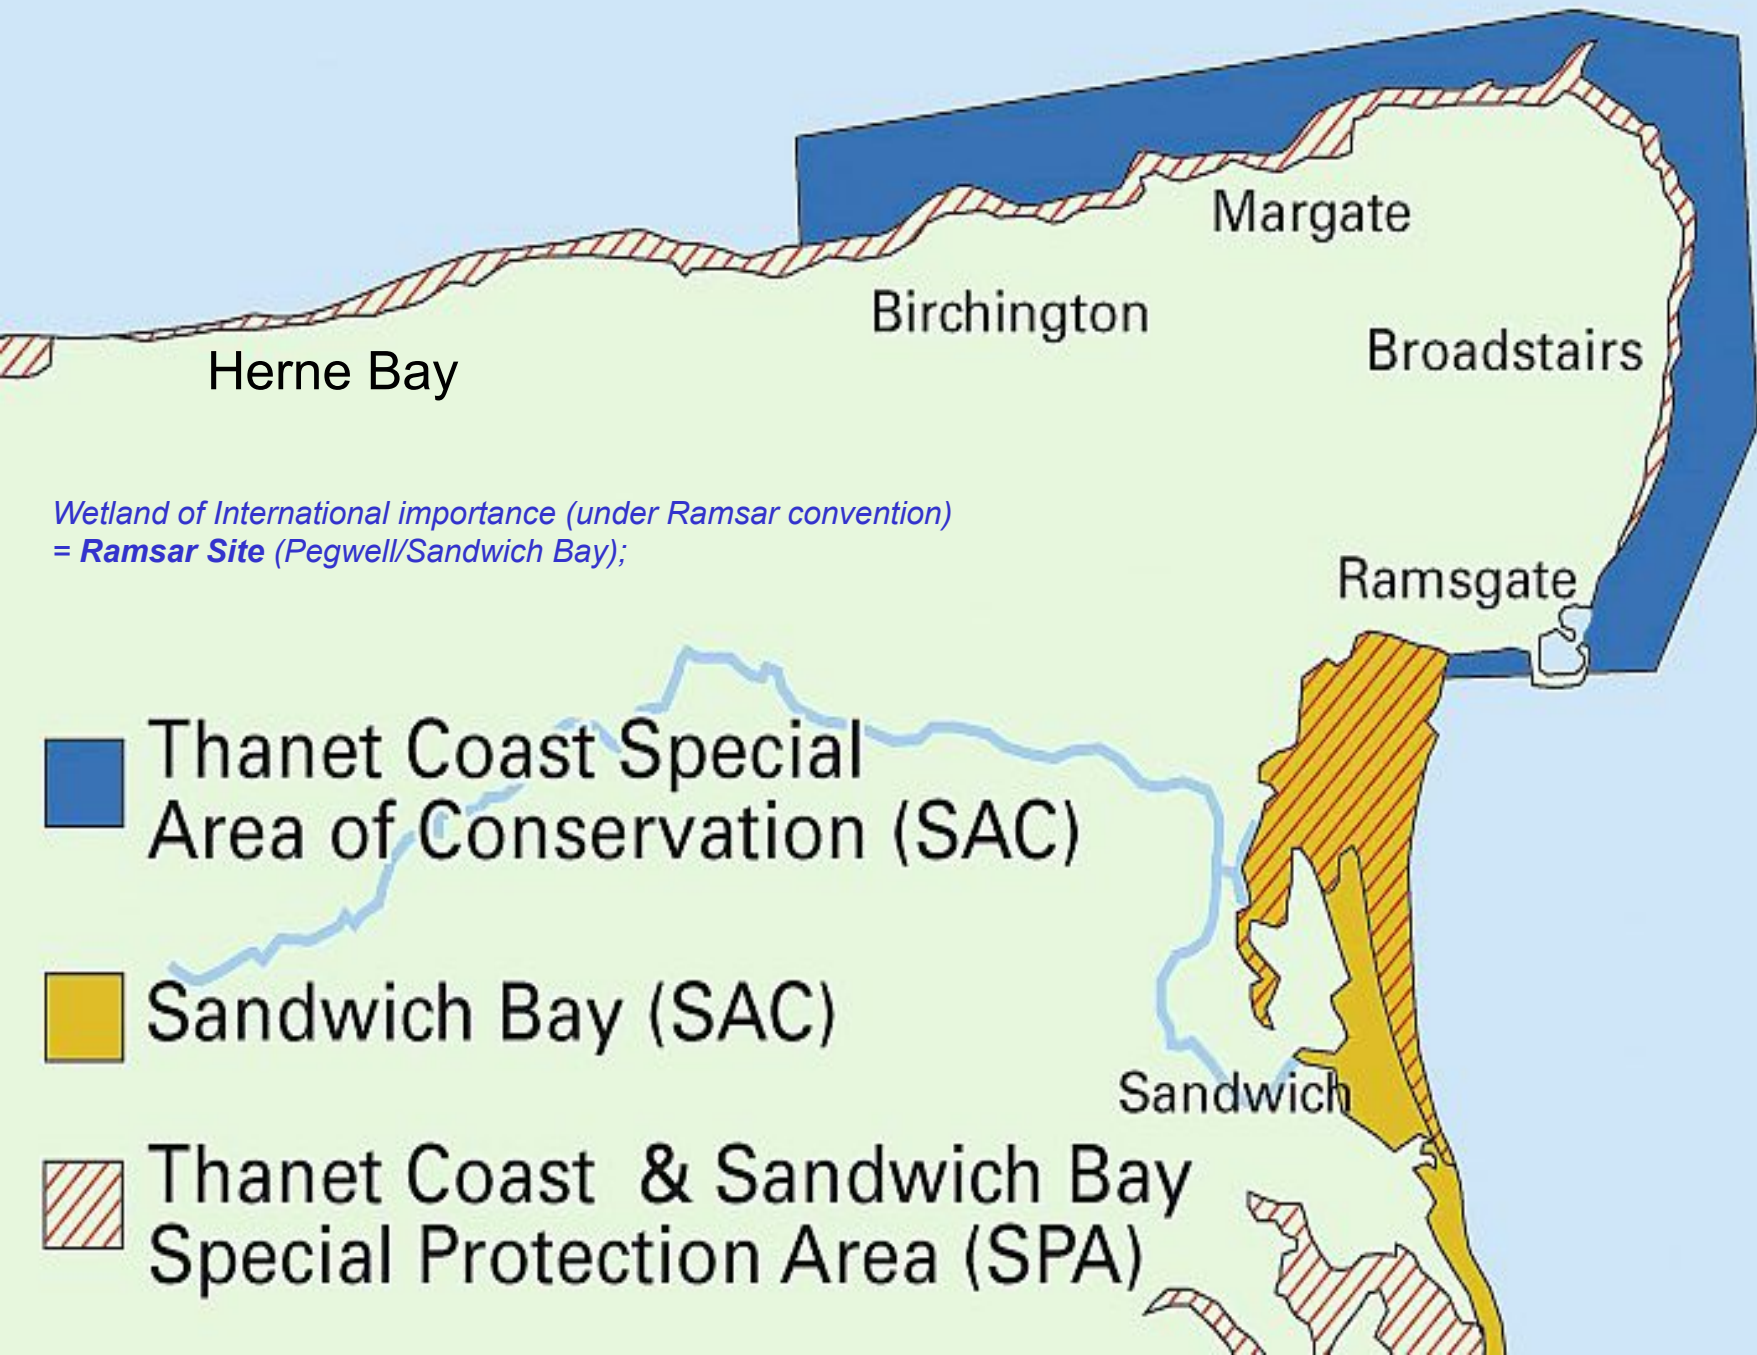 Margate
Birchington
Broadstairs
Herne Bay
Wetland of International importance (under Ramsar convention)
= Ramsar Site (Pegwell/Sandwich Bay);
Ramsgate
Thanet Coast Special
Area of Conservation (SAC)
Sandwich Bay (SAC)
Sandwich
Thanet Coast & Sandwich Bay
Special Protection Area (SPA)